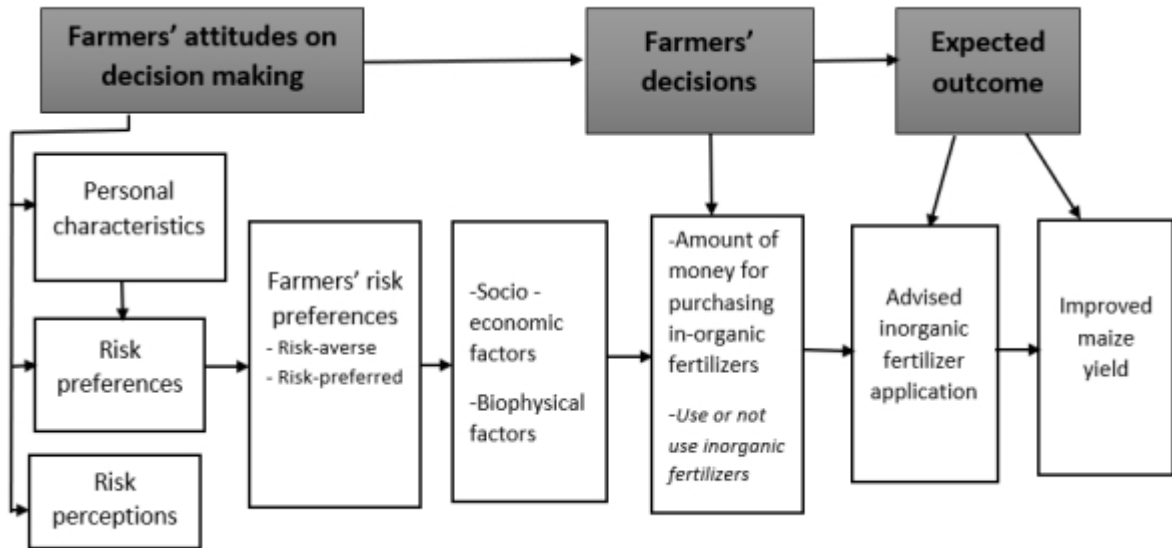 Farmers’ attitudes on
decision making
Farmers’
decisions
Expected
outcome
Personal
characteristics
Risk
preferences
Risk
perceptions
Farmers’ risk
preferences
- Risk-averse
- Risk-preferred
-Socio -
economic
factors
-Biophysical
factors
-Amount of
money for
purchasing
in-organic
fertilizers
-Use or not
use inorganic
fertilizers
Advised
inorganic
fertilizer
application
Improved
maize
yield